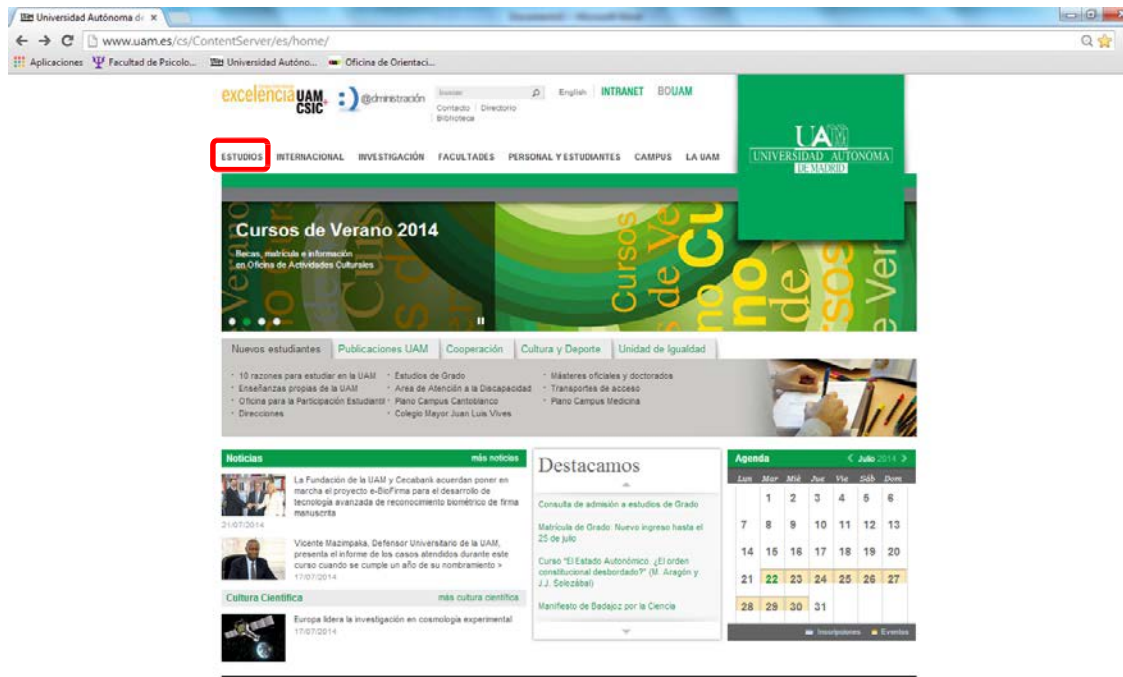 Universidad Autónoma de
www.uam.es/cs/ContentServer/es/home/
Aplicaciones Facultad de Psicolo... Universidad Autóno... Oficina de Orientaci...
excelencia UAM CSIC
@dministración
buscar
English INTRANET BOUAM
Contacto Directorio
Biblioteca
ESTUDIOS INTERNACIONAL INVESTIGACIÓN FACULTADES PERSONAL Y ESTUDIANTES CAMPUS LA UAM
UAM
UNIVERSIDAD AUTONOMA
DE MADRID
Cursos de Verano 2014
Becas, matrícula e información
en Oficina de Actividades Culturales
Nuevos estudiantes Publicaciones UAM Cooperación Cultura y Deporte Unidad de Igualdad
10 razones para estudiar en la UAM
Enseñanzas propias de la UAM
Oficina para la Participación Estudiantil
Direcciones
Estudios de Grado
Area de Atención a la Discapacidad
Plano Campus Cantoblanco
Colegio Mayor Juan Luis Vives
Másteres oficiales y doctorados
Transportes de acceso
Plano Campus Medicina
Noticias más noticias
La Fundación de la UAM y Cecabank acuerdan poner en
marcha el proyecto e-BioFirma para el desarrollo de
tecnología avanzada de reconocimiento biométrico de firma
manuscrita
21/07/2014
Vicente Mazimpaka, Defensor Universitario de la UAM,
presenta el informe de los casos atendidos durante este
curso cuando se cumple un año de su nombramiento >
17/07/2014
Cultura Científica más cultura científica
Europa lidera la investigación en cosmología experimental
17/07/2014
Destacamos
Consulta de admisión a estudios de Grado
Matrícula de Grado: Nuevo ingreso hasta el
25 de julio
Curso "El Estado Autonómico. ¿El orden
constitucional desbordado?" (M. Aragón y
J.J. Solozábal)
Manifiesto de Badajoz por la Ciencia
Agenda Julio 2014
Lun Mar Mié Jue Vie Sáb Dom
1 2 3 4 5 6
7 8 9 10 11 12 13
14 15 16 17 18 19 20
21 22 23 24 25 26 27
28 29 30 31
Inscripciones Eventos